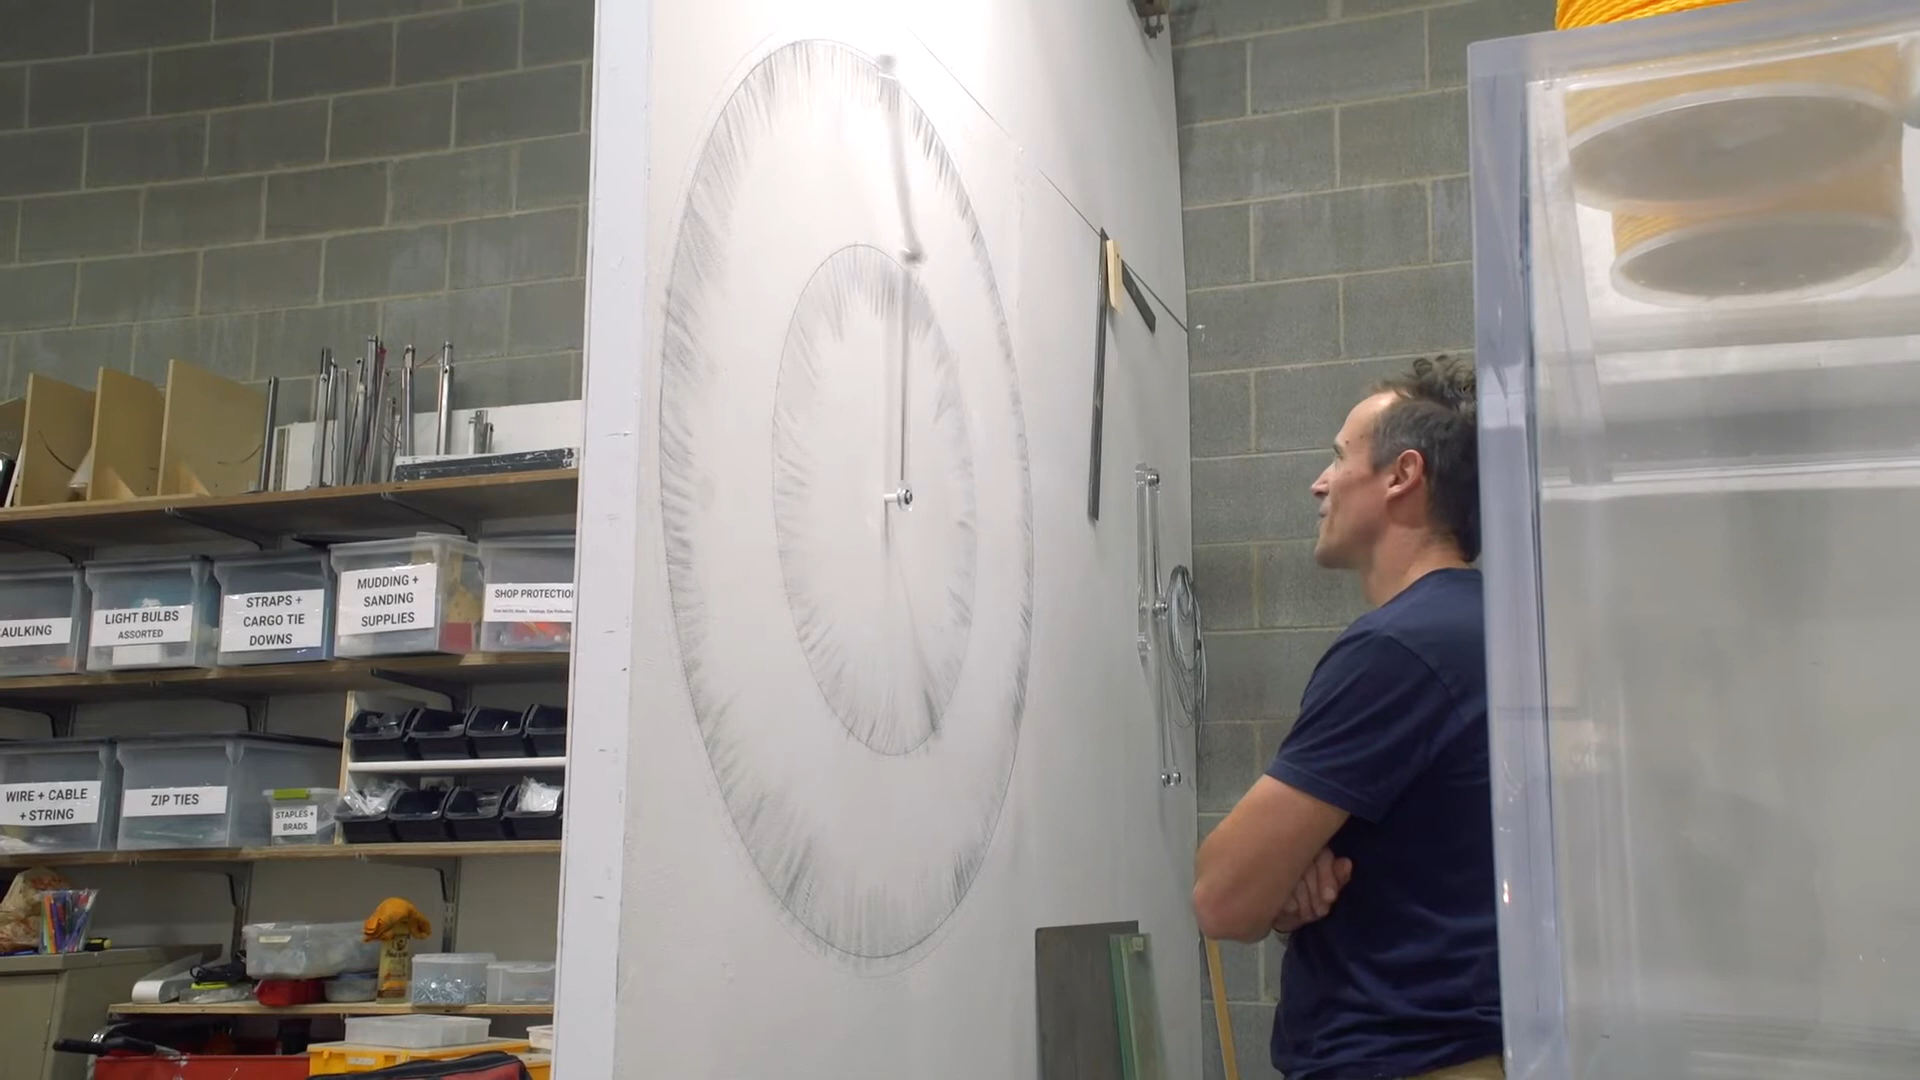 AULKING
LIGHT BULBS
ASSORTED
STRAPS +
CARGO TIE
DOWNS
MUDDING +
SANDING
SUPPLIES
SHOP PROTECTION
WIRE + CABLE
+ STRING
ZIP TIES
STAPLES +
BRADS